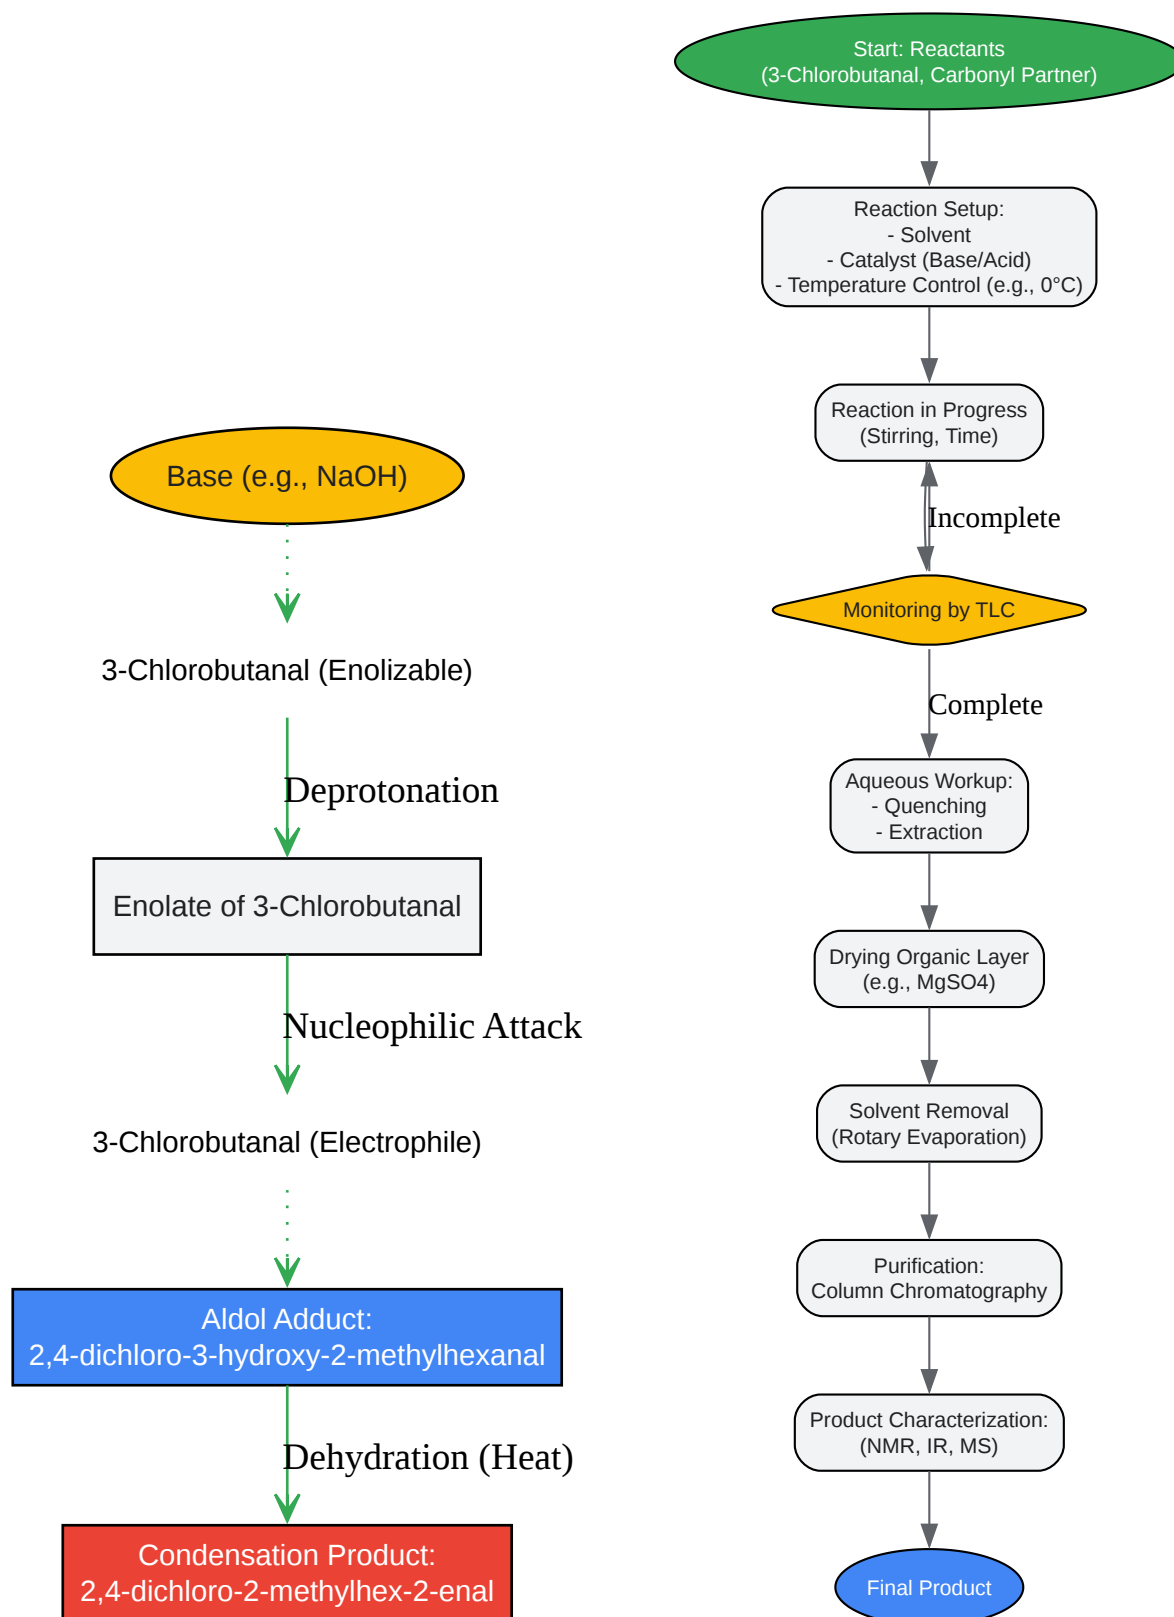 Base (e.g., NaOH)
3-Chlorobutanal (Enolizable)
Deprotonation
Enolate of 3-Chlorobutanal
Nucleophilic Attack
3-Chlorobutanal (Electrophile)
Aldol Adduct:
2,4-dichloro-3-hydroxy-2-methylhexanal
Dehydration (Heat)
Condensation Product:
2,4-dichloro-2-methylhex-2-enal
Start: Reactants
(3-Chlorobutanal, Carbonyl Partner)
Reaction Setup:
- Solvent
- Catalyst (Base/Acid)
- Temperature Control (e.g., 0°C)
Reaction in Progress
(Stirring, Time)
Incomplete
Monitoring by TLC
Complete
Aqueous Workup:
- Quenching
- Extraction
Drying Organic Layer
(e.g., MgSO4)
Solvent Removal
(Rotary Evaporation)
Purification:
Column Chromatography
Product Characterization:
(NMR, IR, MS)
Final Product